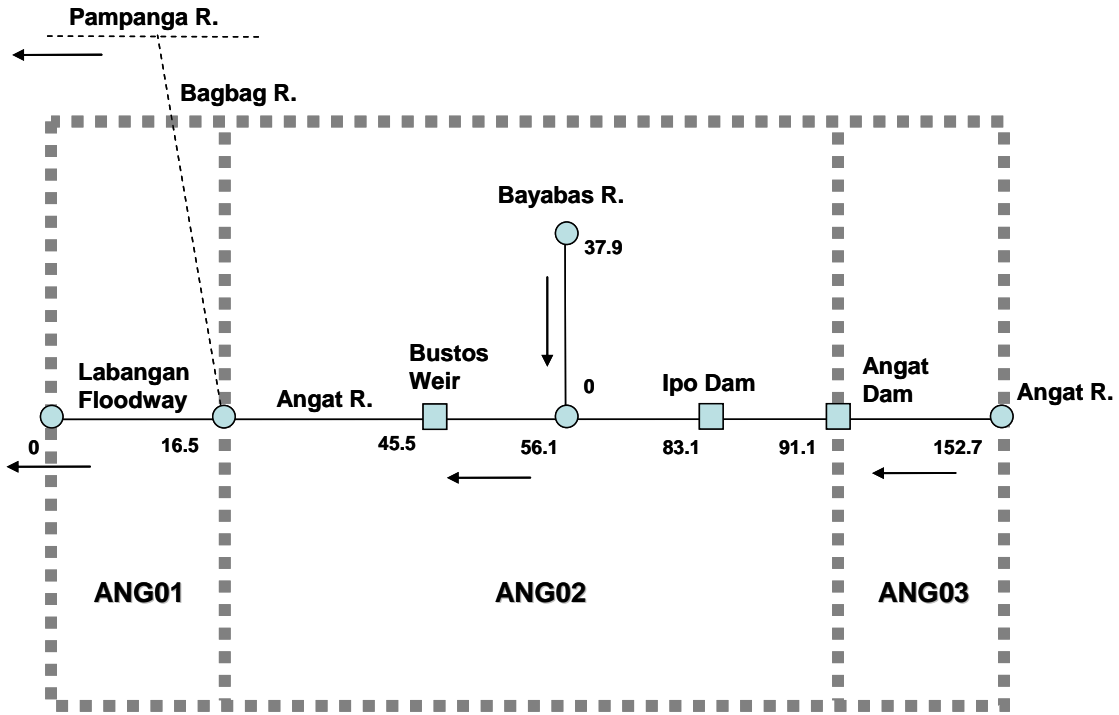 Pampanga R.
Bagbag R.
Bayabas R.
37.9
Labangan
Floodway
Angat R.
Bustos
Weir
0
Ipo Dam
Angat
Dam
Angat R.
0
16.5
45.5
56.1
83.1
91.1
152.7
ANG01
ANG02
ANG03